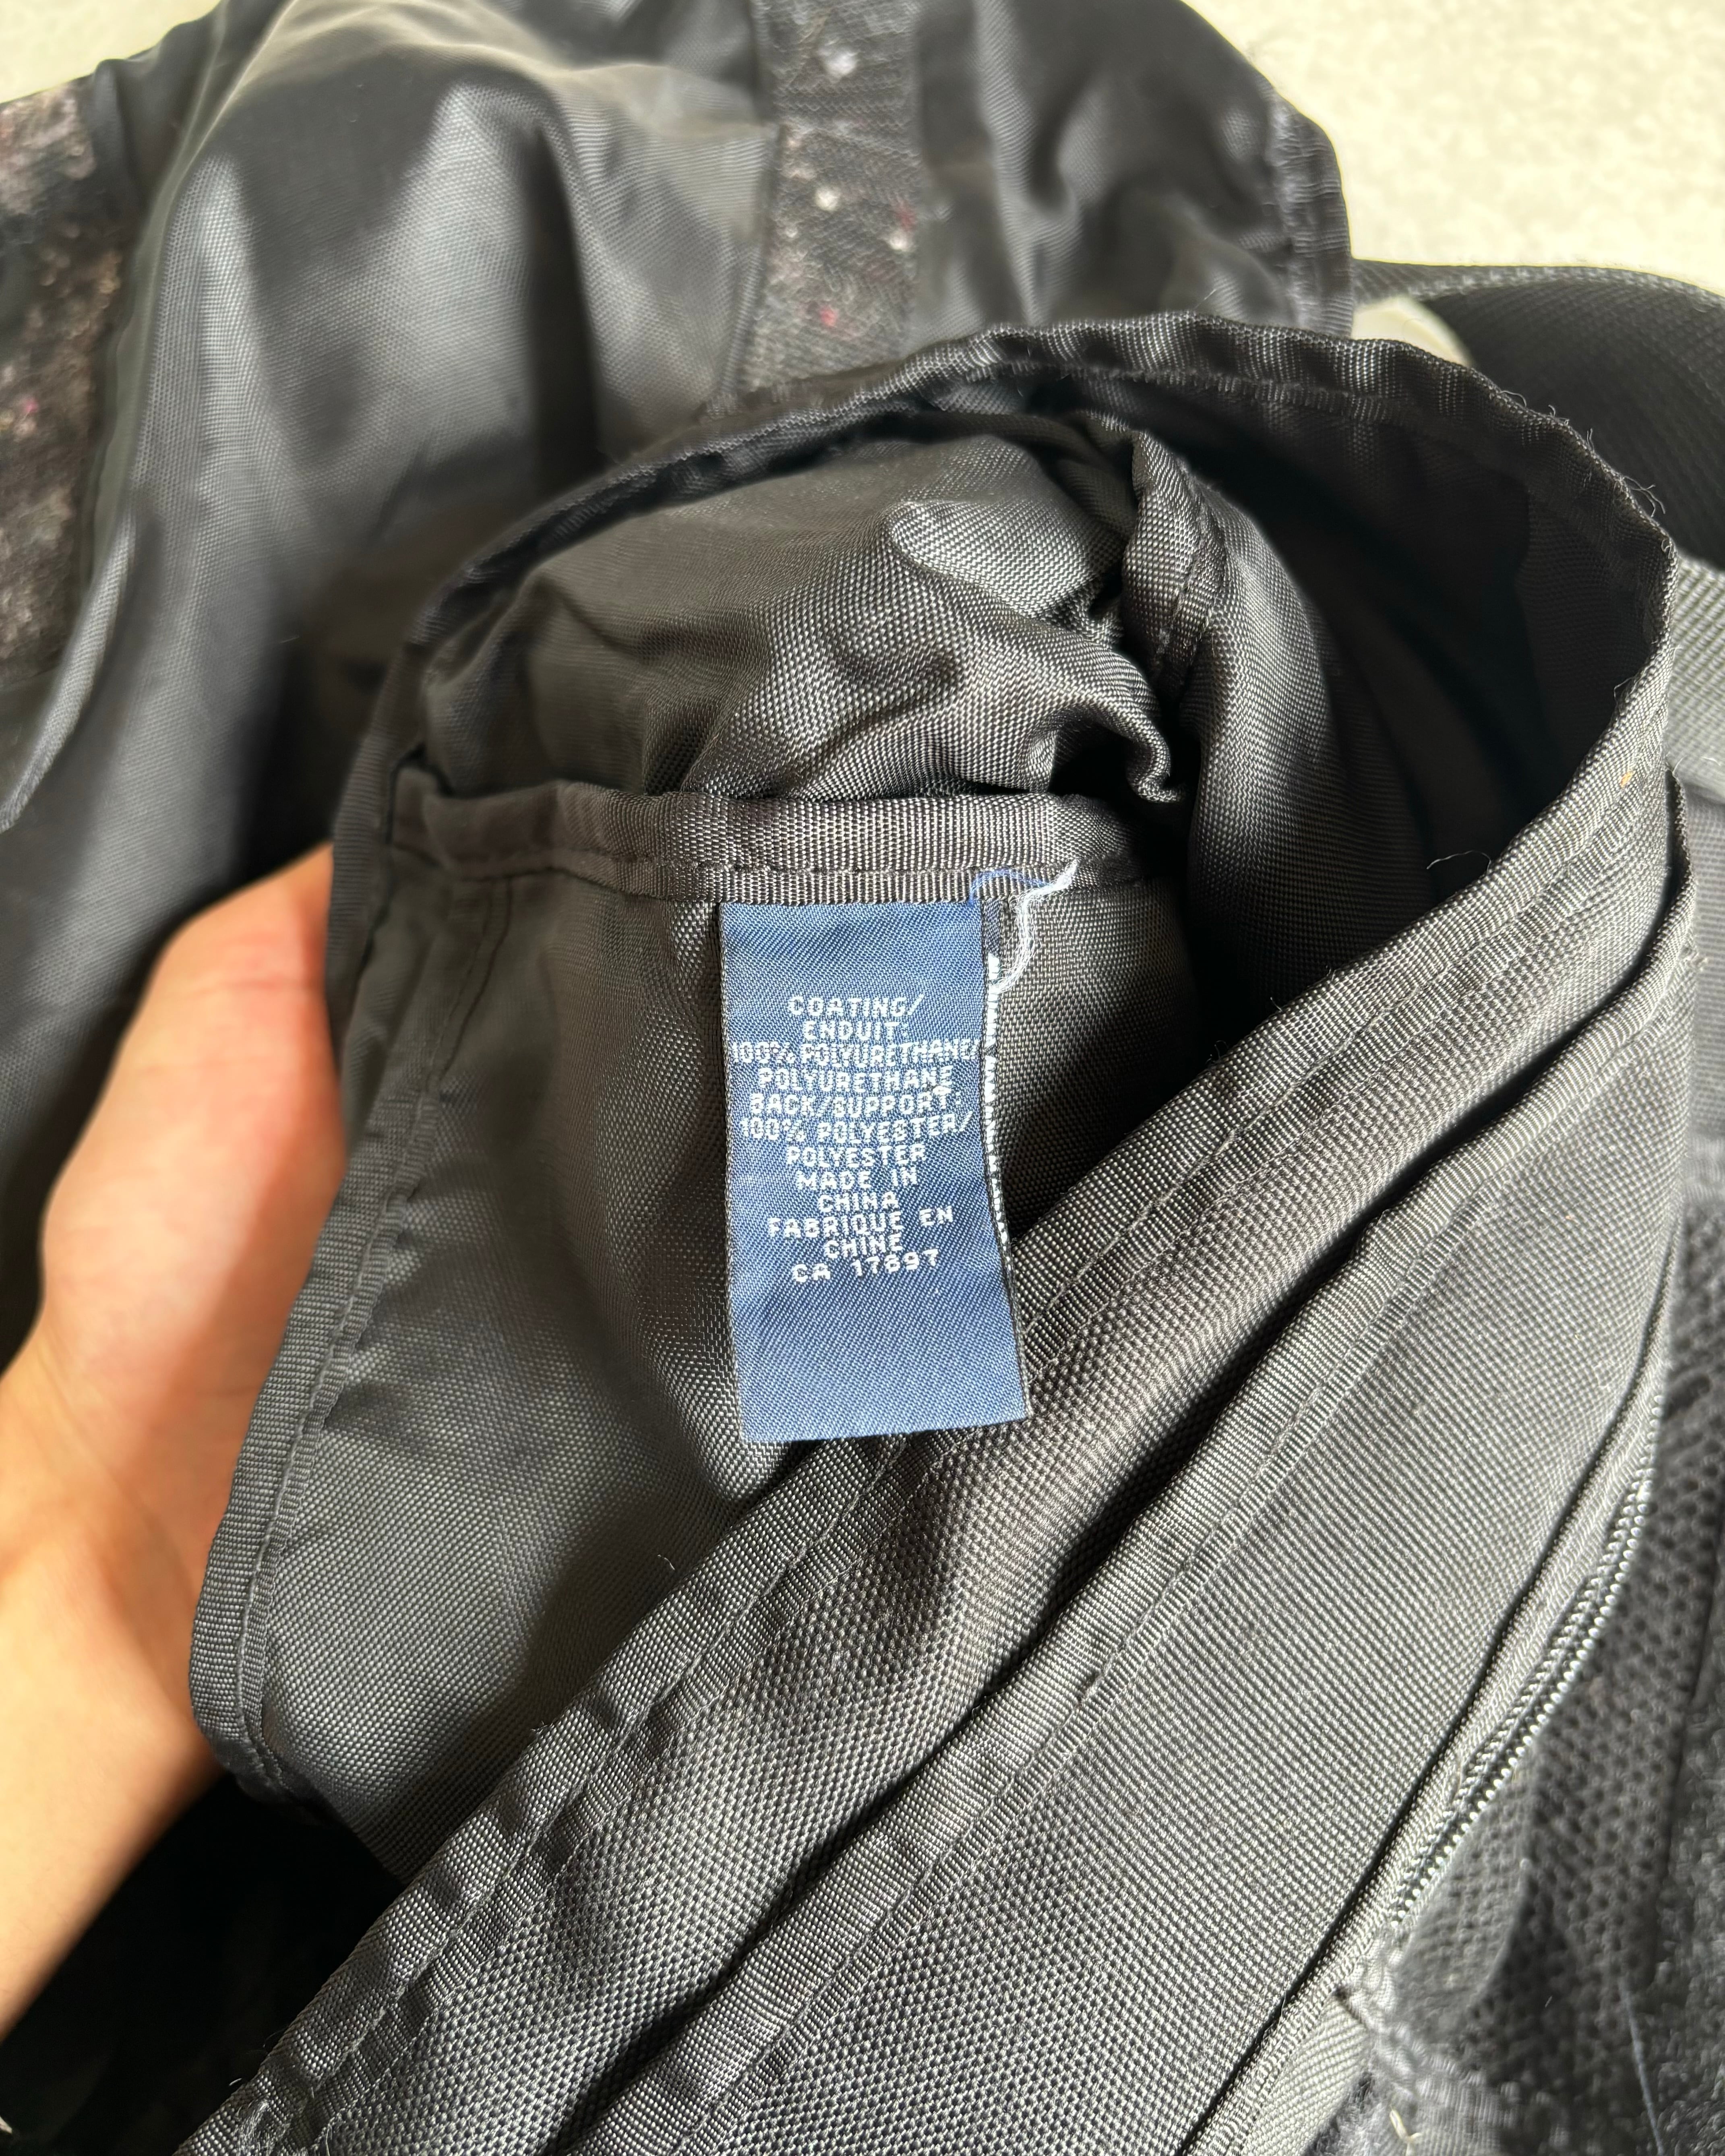 COATING/
ENDUIT:
100% POLYURETHANE/
POLYURETHANE
BACK/SUPPORT:
100% POLYESTER/
POLYESTER
MADE IN
CHINA
FABRIQUE EN
CHINE
CA 17897